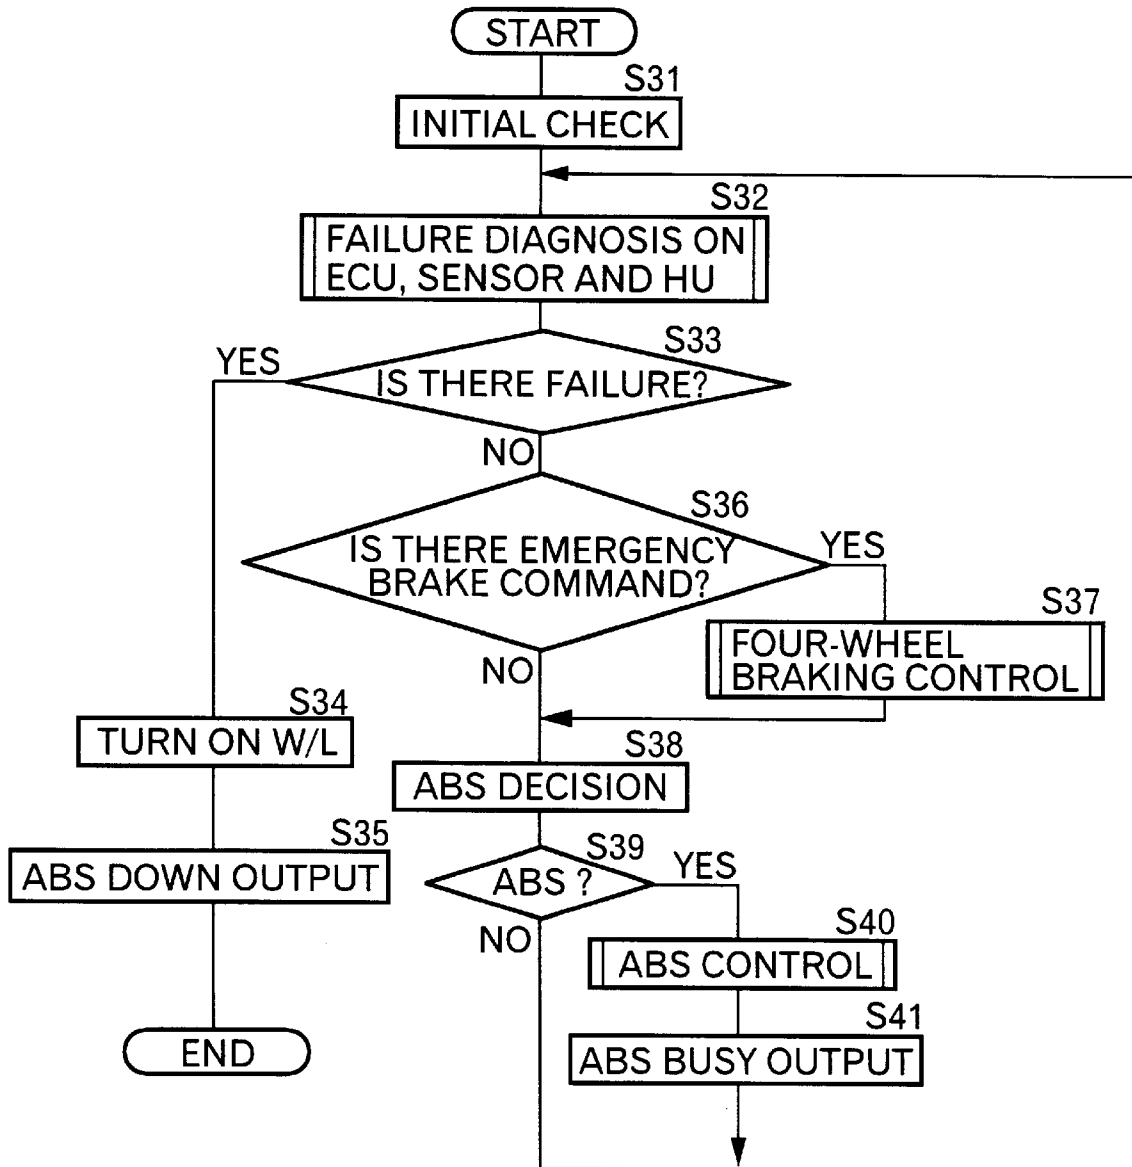 START
S31
INITIAL CHECK
S32
FAILURE DIAGNOSIS ON
ECU, SENSOR AND HU
S33
YES
IS THERE FAILURE?
NO
S36
IS THERE EMERGENCY
BRAKE COMMAND?
YES
S37
FOUR-WHEEL
BRAKING CONTROL
NO
S34
TURN ON W/L
S38
ABS DECISION
S35
ABS DOWN OUTPUT
S39
ABS ?
YES
NO
S40
ABS CONTROL
S41
ABS BUSY OUTPUT
END